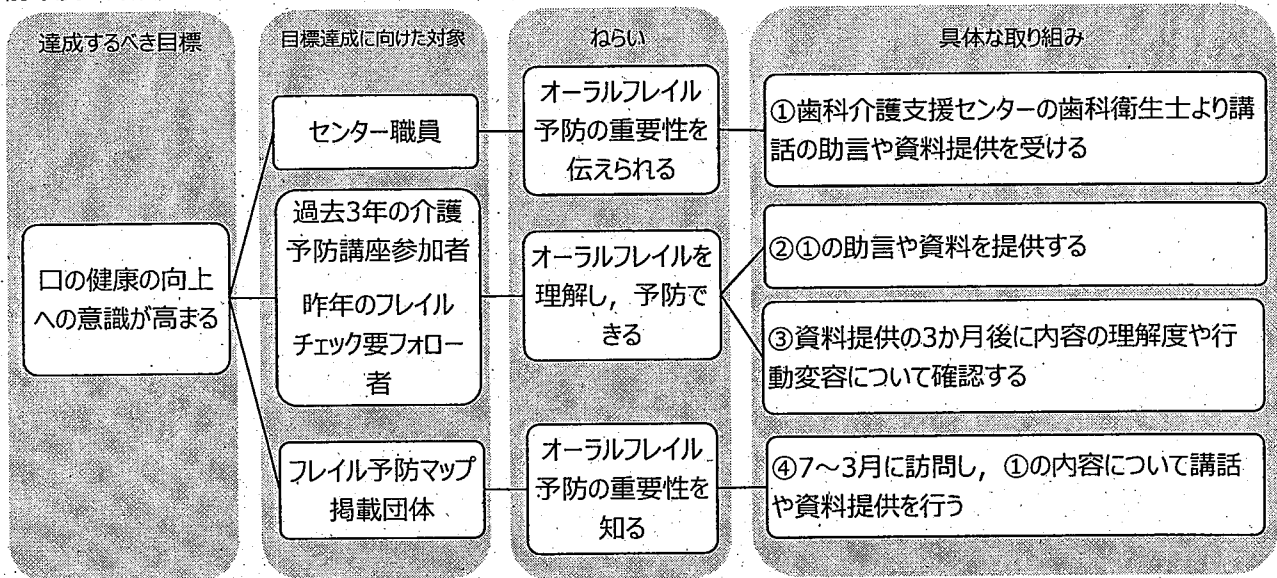 達成するべき目標
目標達成に向けた対象
ねらい
具体な取り組み
口の健康の向上
への意識が高まる
センター職員
過去3年の介護
予防講座参加者
昨年のフレイル
チェック要フォロー
者
フレイル予防マップ
掲載団体
オーラルフレイル
予防の重要性を
伝えられる
オーラルフレイルを
理解し，予防で
きる
オーラルフレイル
予防の重要性を
知る
①歯科介護支援センターの歯科衛生士より講
話の助言や資料提供を受ける
②①の助言や資料を提供する
③資料提供の3か月後に内容の理解度や行
動変容について確認する
④7～3月に訪問し，①の内容について講話
や資料提供を行う